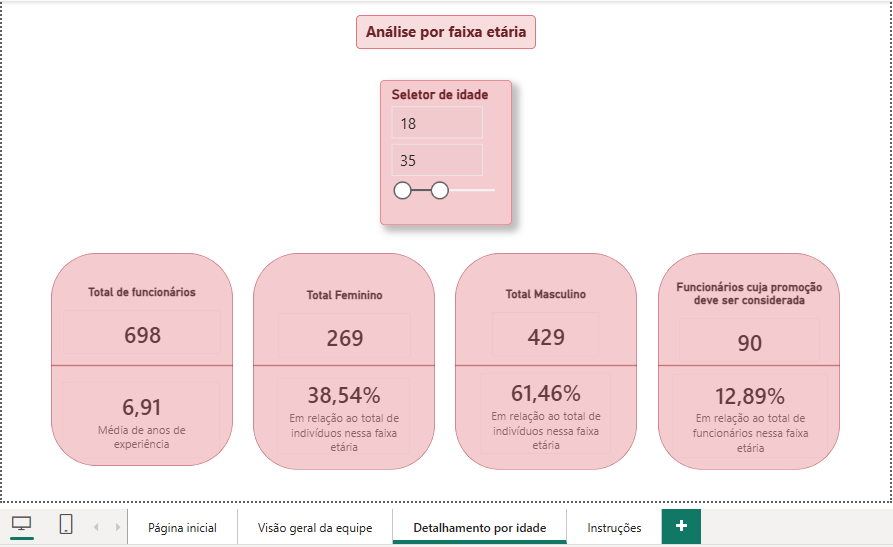 Análise por faixa etária
Seletor de idade
18
35
Total de funcionários
698
6,91
Média de anos de
experiência
Total Feminino
269
38,54%
Em relação ao total de
indivíduos nessa faixa
etária
Total Masculino
429
61,46%
Em relação ao total de
indivíduos nessa faixa
etária
Funcionários cuja promoção
deve ser considerada
90
12,89%
Em relação ao total de
funcionários nessa faixa
etária
Página inicial
Visão geral da equipe
Detalhamento por idade
Instruções
+